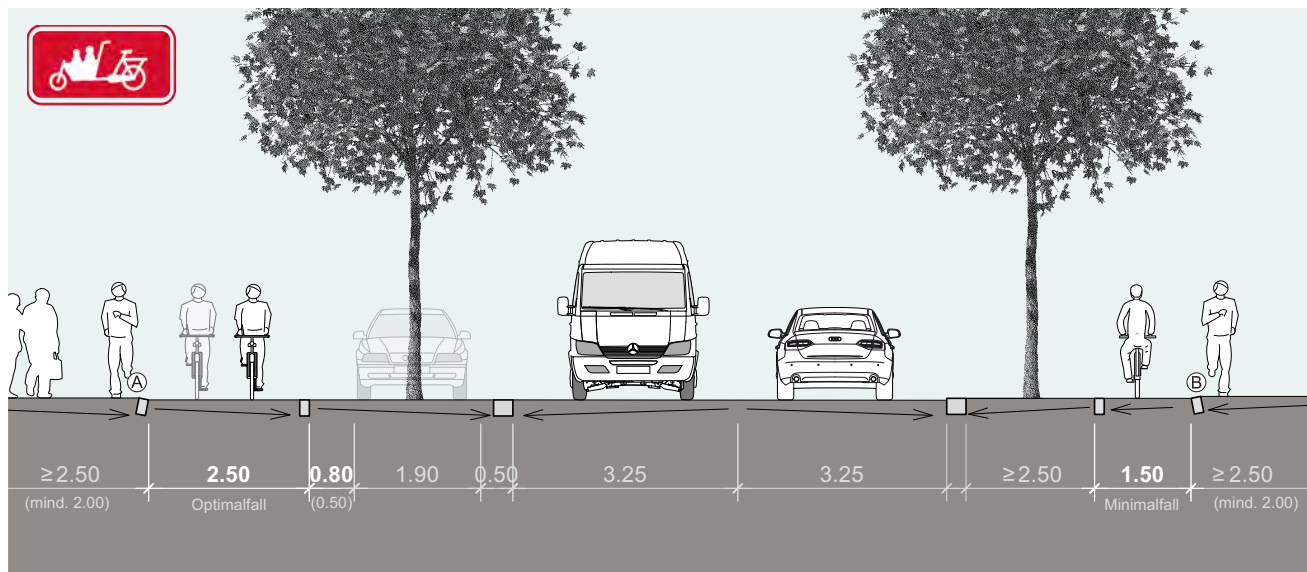 A
B
≥2.50 2.50 0.80 1.90 0.50 3.25 3.25 ≥2.50 1.50 ≥2.50
(mind. 2.00) Optimalfall (0.50) Minimalfall (mind. 2.00)